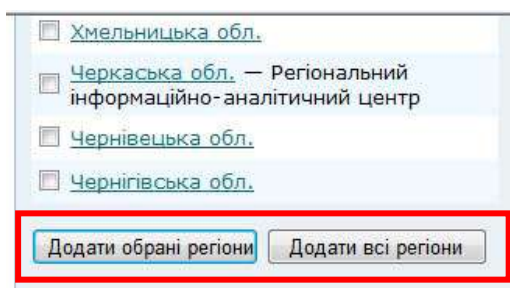 Хмельницька обл.
Черкаська обл. — Регіональний
інформаційно-аналітичний центр
Чернівецька обл.
Чернігівська обл.
Додати обрані регіони Додати всі регіони